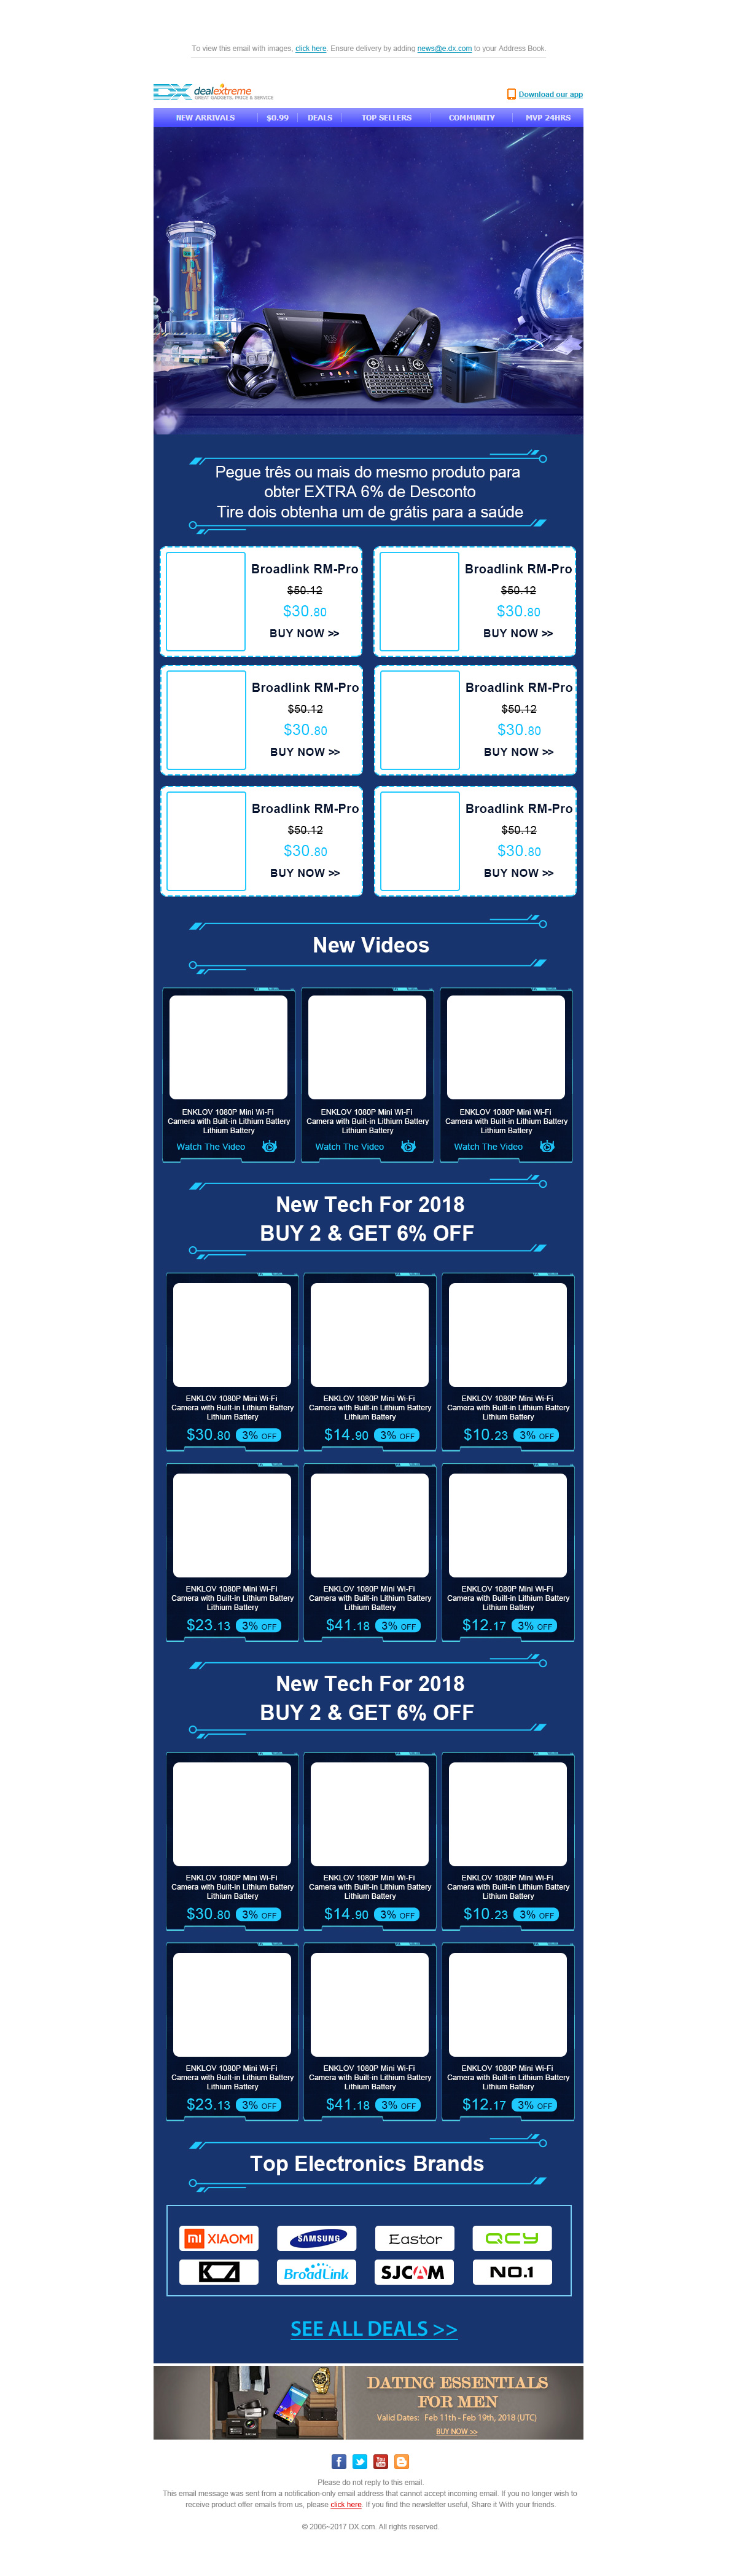 To view this email with images, click here. Ensure delivery by adding news@e.dx.com to your Address Book.
DX dealextreme
GREAT GADGETS, PRICE & SERVICE
Download our app
NEW ARRIVALS $0.99 DEALS TOP SELLERS COMMUNITY MVP 24HRS
Pegue três ou mais do mesmo produto para
obter EXTRA 6% de Desconto
Tire dois obtenha um de grátis para a saúde
Broadlink RM-Pro Broadlink RM-Pro
$50.12 $50.12
$30.80 $30.80
BUY NOW >> BUY NOW >>
Broadlink RM-Pro Broadlink RM-Pro
$50.12 $50.12
$30.80 $30.80
BUY NOW >> BUY NOW >>
Broadlink RM-Pro Broadlink RM-Pro
$50.12 $50.12
$30.80 $30.80
BUY NOW >> BUY NOW >>
New Videos
ENKLOV 1080P Mini Wi-Fi ENKLOV 1080P Mini Wi-Fi ENKLOV 1080P Mini Wi-Fi
Camera with Built-in Lithium Battery Camera with Built-in Lithium Battery Camera with Built-in Lithium Battery
Lithium Battery Lithium Battery Lithium Battery
Watch The Video Watch The Video Watch The Video
New Tech For 2018
BUY 2 & GET 6% OFF
ENKLOV 1080P Mini Wi-Fi ENKLOV 1080P Mini Wi-Fi ENKLOV 1080P Mini Wi-Fi
Camera with Built-in Lithium Battery Camera with Built-in Lithium Battery Camera with Built-in Lithium Battery
Lithium Battery Lithium Battery Lithium Battery
$30.80 3% OFF $14.90 3% OFF $10.23 3% OFF
ENKLOV 1080P Mini Wi-Fi ENKLOV 1080P Mini Wi-Fi ENKLOV 1080P Mini Wi-Fi
Camera with Built-in Lithium Battery Camera with Built-in Lithium Battery Camera with Built-in Lithium Battery
Lithium Battery Lithium Battery Lithium Battery
$23.13 3% OFF $41.18 3% OFF $12.17 3% OFF
New Tech For 2018
BUY 2 & GET 6% OFF
ENKLOV 1080P Mini Wi-Fi ENKLOV 1080P Mini Wi-Fi ENKLOV 1080P Mini Wi-Fi
Camera with Built-in Lithium Battery Camera with Built-in Lithium Battery Camera with Built-in Lithium Battery
Lithium Battery Lithium Battery Lithium Battery
$30.80 3% OFF $14.90 3% OFF $10.23 3% OFF
ENKLOV 1080P Mini Wi-Fi ENKLOV 1080P Mini Wi-Fi ENKLOV 1080P Mini Wi-Fi
Camera with Built-in Lithium Battery Camera with Built-in Lithium Battery Camera with Built-in Lithium Battery
Lithium Battery Lithium Battery Lithium Battery
$23.13 3% OFF $41.18 3% OFF $12.17 3% OFF
Top Electronics Brands
MI XIAOMI SAMSUNG Eastor QCY
KZ BroadLink SJCAM NO.1
SEE ALL DEALS >>
DATING ESSENTIALS
FOR MEN
Valid Dates: Feb 11th - Feb 19th, 2018 (UTC)
BUY NOW >>
Please do not reply to this email.
This email message was sent from a notification-only email address that cannot accept incoming email. If you no longer wish to
receive product offer emails from us, please click here. If you find the newsletter useful, Share it With your friends.
© 2006~2017 DX.com. All rights reserved.